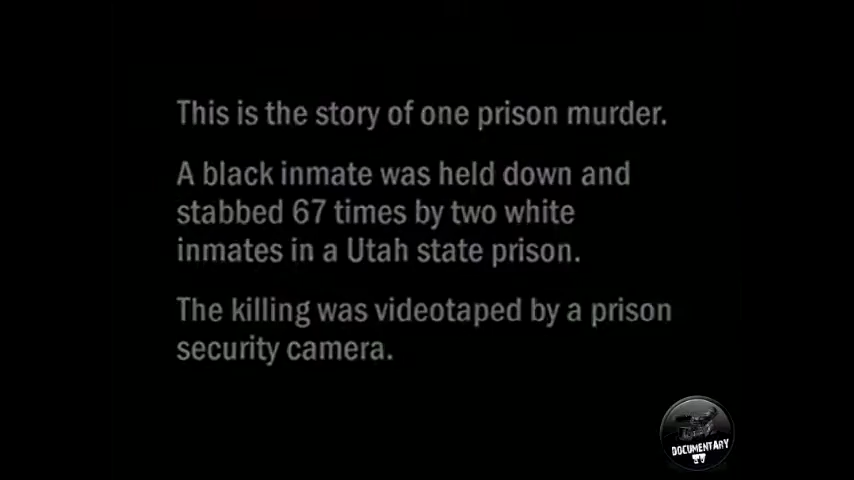 This is the story of one prison murder.
A black inmate was held down and
stabbed 67 times by two white
inmates in a Utah state prison.
The killing was videotaped by a prison
security camera.
DOCUMENTARY
TV